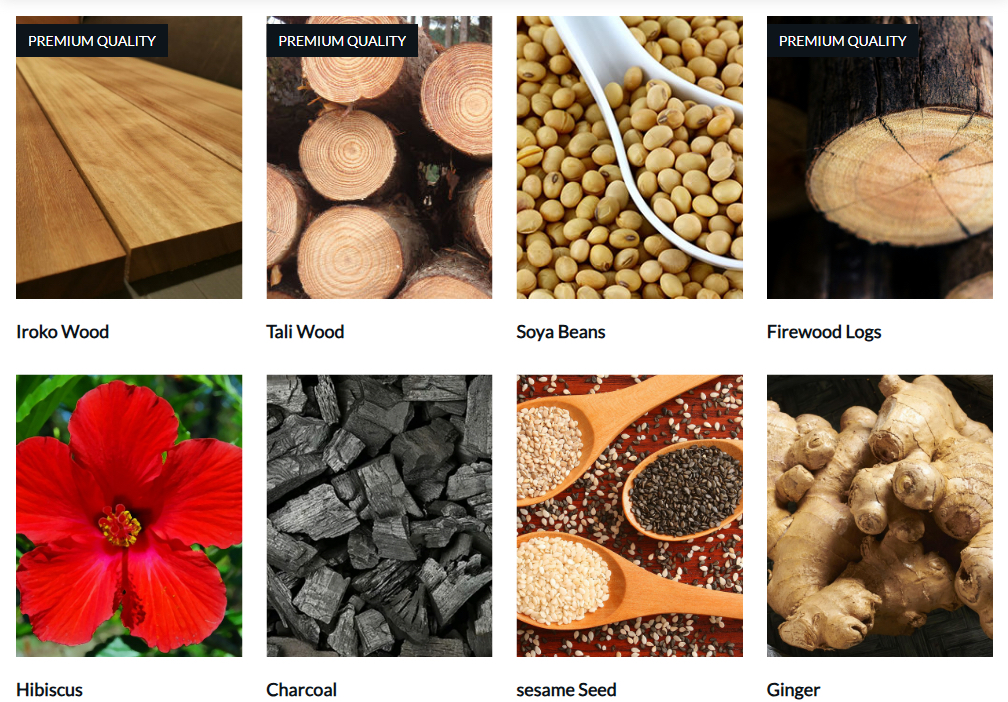 PREMIUM QUALITY
PREMIUM QUALITY
PREMIUM QUALITY
Iroko Wood
Tali Wood
Soya Beans
Firewood Logs
Hibiscus
Charcoal
sesame Seed
Ginger